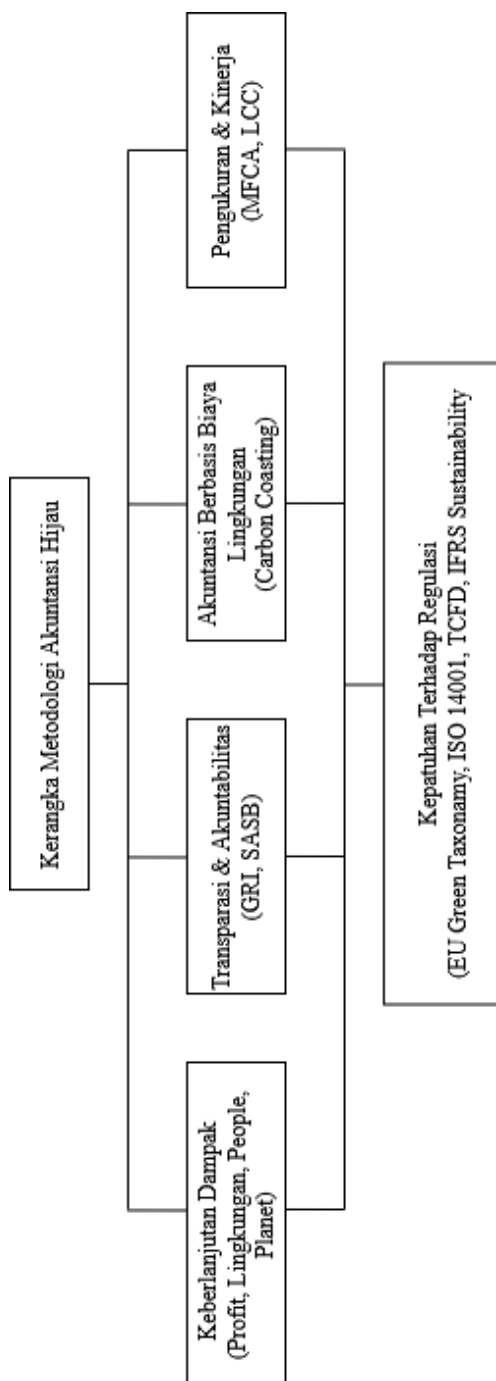 Kerangka Metodologi Akuntansi Hijau
Keberlanjutan Dampak
(Profit, Lingkungan, People,
Planet)
Transparasi & Akuntabilitas
(GRI, SASB)
Akuntansi Berbasis Biaya
Lingkungan
(Carbon Coasting)
Pengukuran & Kinerja
(MFCA, LCC)
Kepatuhan Terhadap Regulasi
(EU Green Taxonamy, ISO 14001, TCFD, IFRS Sustainability